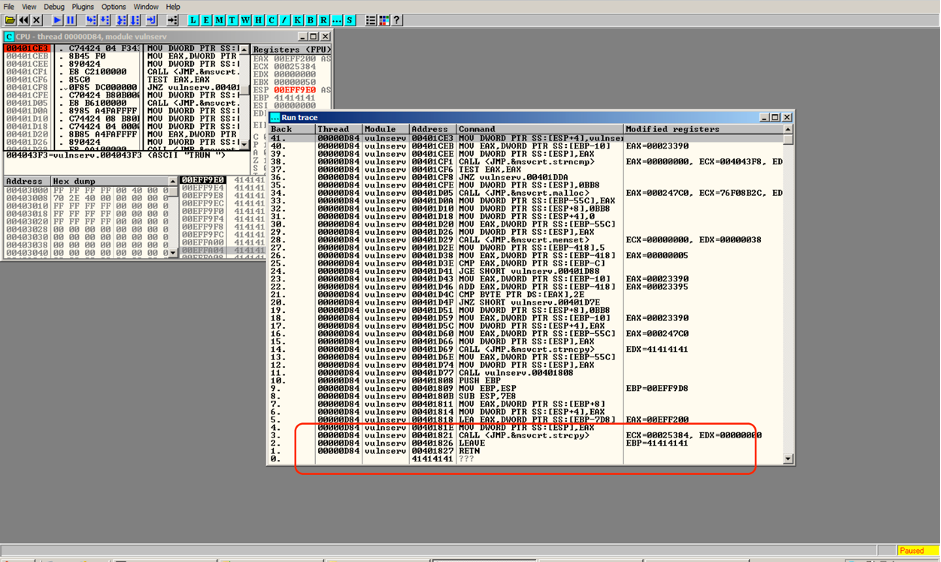 File View Debug Plugins Options Window Help
L E M T W H C / K B R ... S ?
C CPU - thread 00000D84, module vulnserv
00401CE3 . C74424 04 F34 MOV DWORD PTR SS:[
00401CEB . 8B45 F0 MOV EAX,DWORD PTR
00401CEE . 890424 MOV DWORD PTR SS:[
00401CF1 . E8 C2100000 CALL <JMP.&msvcrt.
00401CF6 . 85C0 TEST EAX,EAX
00401CF8 .^0F85 DC000000 JNZ vulnserv.0040
00401CFE . C70424 B80B00 MOV DWORD PTR SS:[
00401D05 . E8 B6100000 CALL <JMP.&msvcrt.
00401D0A . 8985 A4FAFFFF MOV DWORD PTR SS:[
00401D10 . C74424 08 B80 MOV DWORD PTR SS:[
00401D18 . C74424 04 000 MOV DWORD PTR SS:[
00401D20 . 8B85 A4FAFFFF MOV EAX,DWORD PTR
00401D26 . 890424 MOV DWORD PTR SS:[
004043F3=vulnserv.004043F3 (ASCII "TRUN ")
Registers (FPU)
EAX 00EFF200 AS
ECX 00025384
EDX 00000000
EBX 00000050
ESP 00EFF9E0 AS
EBP 41414141
ESI 00000000
Address Hex dump
00403000 FF FF FF FF 00 40 00 0
00403008 70 2E 40 00 00 00 00 0
00403010 FF FF FF FF 00 00 00 0
00403018 FF FF FF FF 00 00 00 0
00403020 FF FF FF FF 00 00 00 0
00403028 00 00 00 00 00 00 00 0
00403030 00 00 00 00 00 00 00 0
00403038 00 00 00 00 00 00 00 0
00EFF9E0 414141
00EFF9E4 414141
00EFF9E8 414141
00EFF9EC 414141
00EFF9F0 414141
00EFF9F4 414141
00EFF9F8 414141
00EFF9FC 414141
00EFFA00 414141
00EFFA04 414141
Run trace
Back Thread Module Address Command Modified registers
41. 00000D84 vulnserv 00401CE3 MOV DWORD PTR SS:[ESP+4],vulnser
40. 00000D84 vulnserv 00401CEB MOV EAX,DWORD PTR SS:[EBP-10] EAX=00023390
39. 00000D84 vulnserv 00401CEE MOV DWORD PTR SS:[ESP],EAX
38. 00000D84 vulnserv 00401CF1 CALL <JMP.&msvcrt.strncmp> EAX=00000000, ECX=004043F8, ED
37. 00000D84 vulnserv 00401CF6 TEST EAX,EAX
36. 00000D84 vulnserv 00401CF8 JNZ vulnserv.00401DDA
35. 00000D84 vulnserv 00401CFE MOV DWORD PTR SS:[ESP],0BB8
34. 00000D84 vulnserv 00401D05 CALL <JMP.&msvcrt.malloc> EAX=000247C0, ECX=76F08B2C, ED
33. 00000D84 vulnserv 00401D0A MOV DWORD PTR SS:[EBP-55C],EAX
32. 00000D84 vulnserv 00401D10 MOV DWORD PTR SS:[ESP+8],0BB8
31. 00000D84 vulnserv 00401D18 MOV DWORD PTR SS:[ESP+4],0
30. 00000D84 vulnserv 00401D20 MOV EAX,DWORD PTR SS:[EBP-55C]
29. 00000D84 vulnserv 00401D26 MOV DWORD PTR SS:[ESP],EAX
28. 00000D84 vulnserv 00401D29 CALL <JMP.&msvcrt.memset> ECX=00000000, EDX=00000038
27. 00000D84 vulnserv 00401D2E MOV DWORD PTR SS:[EBP-418],5
26. 00000D84 vulnserv 00401D38 MOV EAX,DWORD PTR SS:[EBP-418] EAX=00000005
25. 00000D84 vulnserv 00401D3E CMP EAX,DWORD PTR SS:[EBP-C]
24. 00000D84 vulnserv 00401D41 JGE SHORT vulnserv.00401D88
23. 00000D84 vulnserv 00401D43 MOV EAX,DWORD PTR SS:[EBP-10] EAX=00023390
22. 00000D84 vulnserv 00401D46 ADD EAX,DWORD PTR SS:[EBP-418] EAX=00023395
21. 00000D84 vulnserv 00401D4C CMP BYTE PTR DS:[EAX],2E
20. 00000D84 vulnserv 00401D4F JNZ SHORT vulnserv.00401D7E
19. 00000D84 vulnserv 00401D51 MOV DWORD PTR SS:[ESP+8],0BB8
18. 00000D84 vulnserv 00401D59 MOV EAX,DWORD PTR SS:[EBP-10] EAX=00023390
17. 00000D84 vulnserv 00401D5C MOV DWORD PTR SS:[ESP+4],EAX
16. 00000D84 vulnserv 00401D60 MOV EAX,DWORD PTR SS:[EBP-55C] EAX=000247C0
15. 00000D84 vulnserv 00401D66 MOV DWORD PTR SS:[ESP],EAX
14. 00000D84 vulnserv 00401D69 CALL <JMP.&msvcrt.strncpy> EDX=41414141
13. 00000D84 vulnserv 00401D6E MOV EAX,DWORD PTR SS:[EBP-55C]
12. 00000D84 vulnserv 00401D74 MOV DWORD PTR SS:[ESP],EAX
11. 00000D84 vulnserv 00401D77 CALL vulnserv.00401808
10. 00000D84 vulnserv 00401808 PUSH EBP
9. 00000D84 vulnserv 00401809 MOV EBP,ESP EBP=00EFF9D8
8. 00000D84 vulnserv 0040180B SUB ESP,7E8
7. 00000D84 vulnserv 00401811 MOV EAX,DWORD PTR SS:[EBP+8]
6. 00000D84 vulnserv 00401814 MOV DWORD PTR SS:[ESP+4],EAX
5. 00000D84 vulnserv 00401818 LEA EAX,DWORD PTR SS:[EBP-7D8] EAX=00EFF200
4. 00000D84 vulnserv 0040181E MOV DWORD PTR SS:[ESP],EAX
3. 00000D84 vulnserv 00401821 CALL <JMP.&msvcrt.strcpy> ECX=00025384, EDX=00000000
2. 00000D84 vulnserv 00401826 LEAVE EBP=41414141
1. 00000D84 vulnserv 00401827 RETN
0. 41414141 ???
Paused